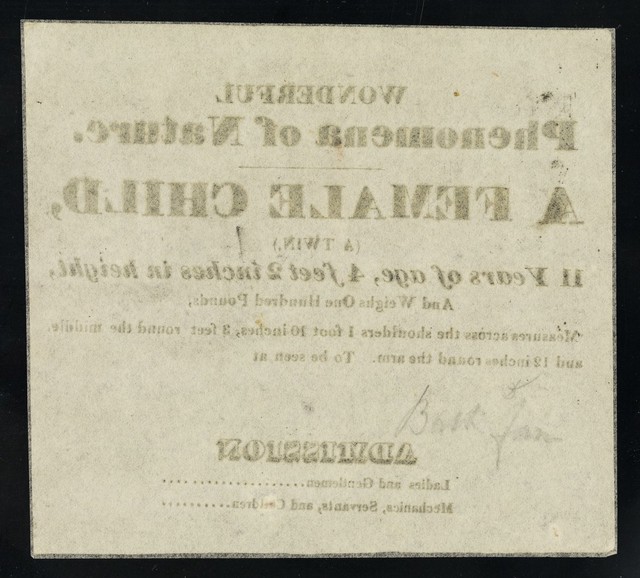 WONDERFUL
Phenomena of Nature.
A FEMALE CHILD,
(A TWIN,)
11 Years of age, 4 feet 2 inches in height,
And Weighs One Hundred Pounds,
Measures across the shoulders 1 foot 10 inches, 3 feet round the middle,
and 12 inches round the arm. To be seen at
ADMISSION
Ladies and Gentlemen.....................
Mechanics, Servants, and Children..........